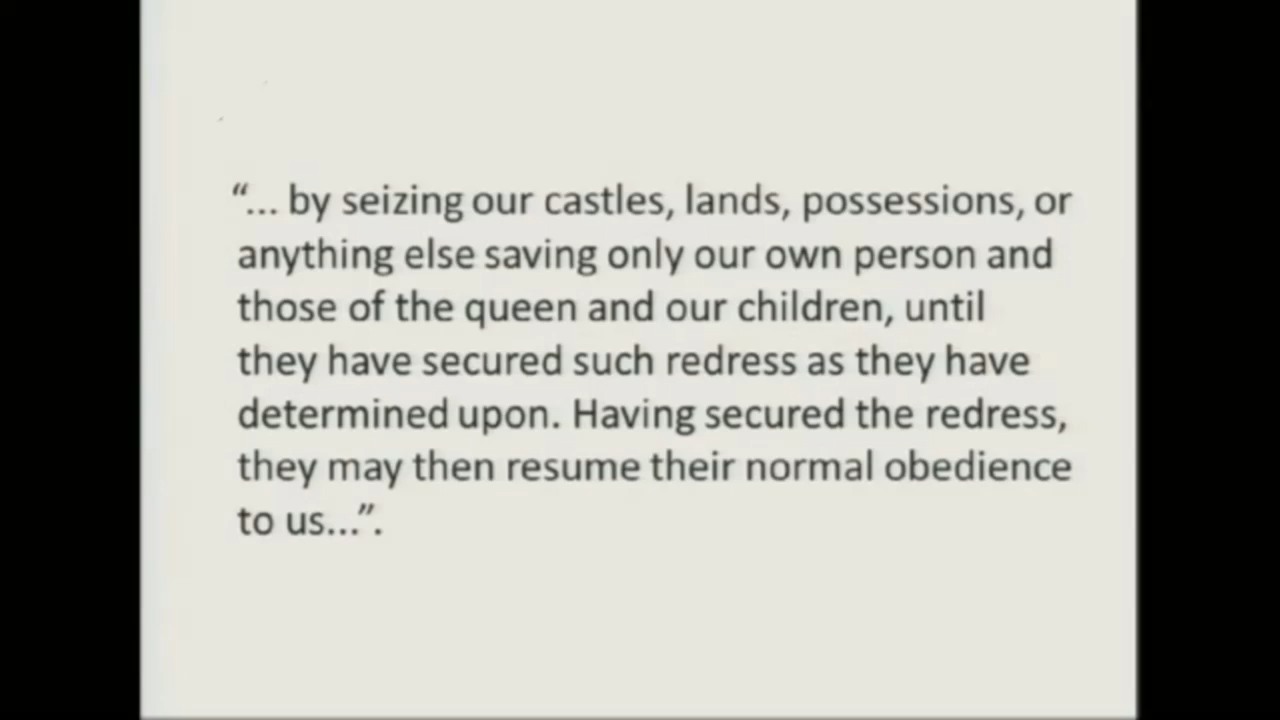 “... by seizing our castles, lands, possessions, or
anything else saving only our own person and
those of the queen and our children, until
they have secured such redress as they have
determined upon. Having secured the redress,
they may then resume their normal obedience
to us...”.